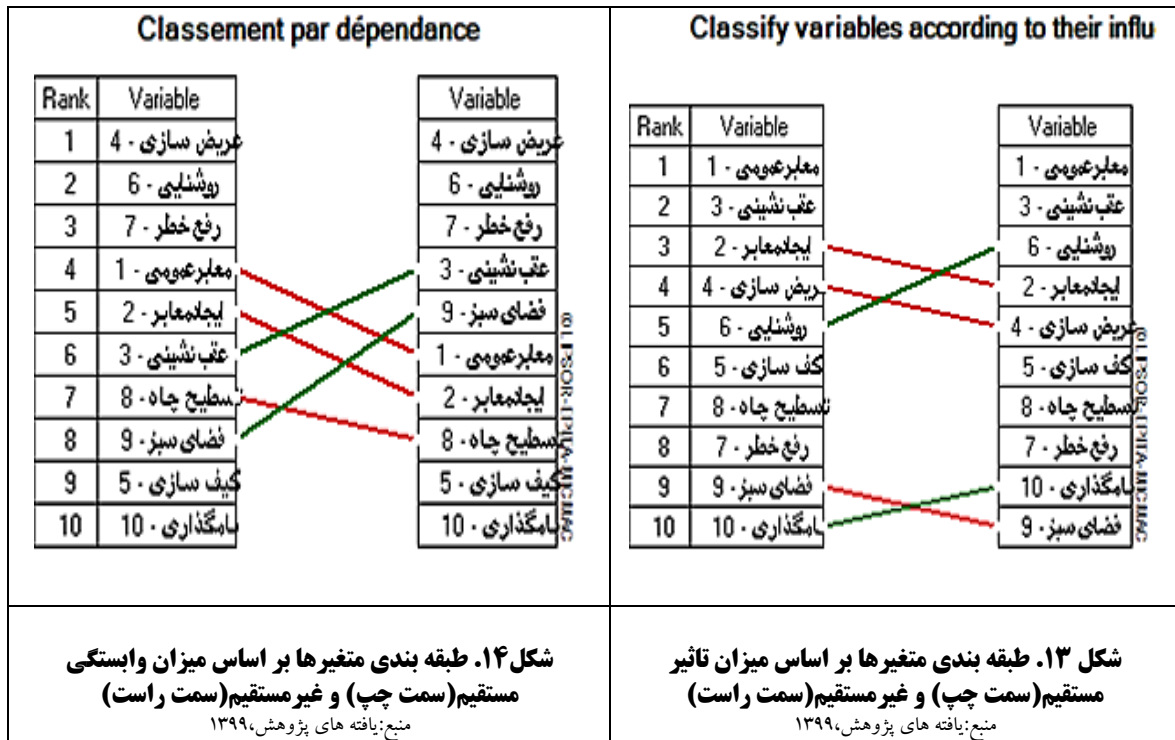 Classement par dépendance
Rank Variable Variable
1 عریض سازی - 4 عریض سازی - 4
2 روشنایی - 6 روشنایی - 6
3 رفع خطر - 7 رفع خطر - 7
4 معابرعمومی - 1 عقب نشینی - 3
5 ایجادمعابر - 2 فضای سبز - 9
6 عقب نشینی - 3 معابرعمومی - 1
7 تسطیح چاه - 8 ایجادمعابر - 2
8 فضای سبز - 9 تسطیح چاه - 8
9 کیف سازی - 5 کیف سازی - 5
10 نامگذاری - 10 نامگذاری - 10
© LIPSOR-EPITA-MICMAC
شکل۱۴. طبقه بندی متغیرها بر اساس میزان وابستگی
مستقیم(سمت چپ) و غیرمستقیم(سمت راست)
منبع:یافته های پژوهش،۱۳۹۹
Classify variables according to their influ
Rank Variable Variable
1 معابرعمومی - 1 معابرعمومی - 1
2 عقب نشینی - 3 عقب نشینی - 3
3 ایجادمعابر - 2 روشنایی - 6
4 عریض سازی - 4 ایجادمعابر - 2
5 روشنایی - 6 عریض سازی - 4
6 کف سازی - 5 کف سازی - 5
7 تسطیح چاه - 8 تسطیح چاه - 8
8 رفع خطر - 7 رفع خطر - 7
9 فضای سبز - 9 نامگذاری - 10
10 نامگذاری - 10 فضای سبز - 9
© LIPSOR-EPITA-MICMAC
شکل ۱۳. طبقه بندی متغیرها بر اساس میزان تاثیر
مستقیم(سمت چپ) و غیرمستقیم(سمت راست)
منبع:یافته های پژوهش،۱۳۹۹